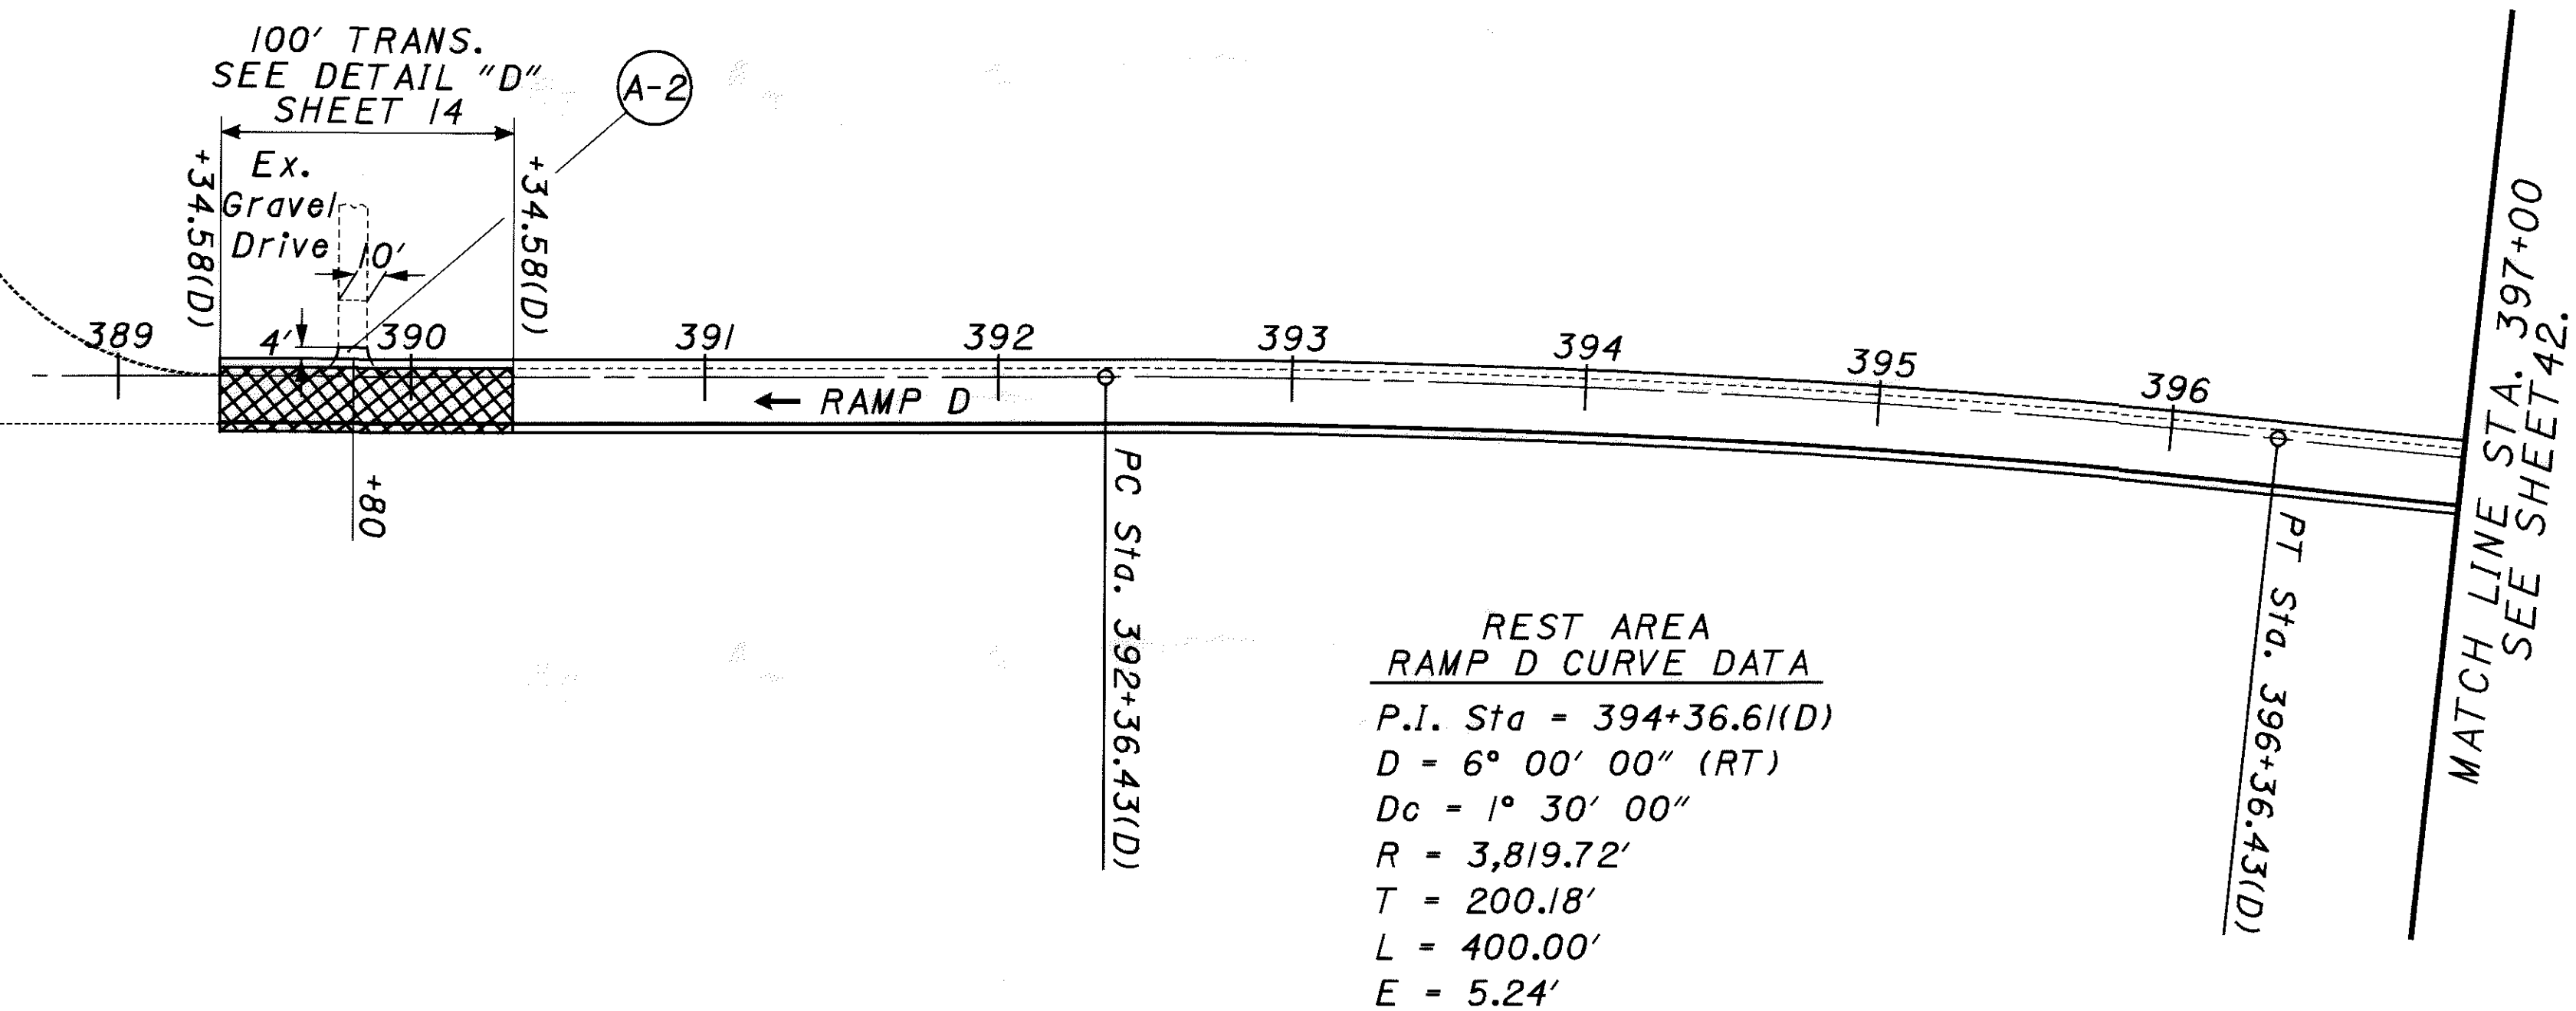 100' TRANS.
SEE DETAIL "D"
SHEET 14
A-2
+34.58(D)
Ex.
Gravel
Drive
10'
+34.58(D)
4'
389
390
391
392
393
394
395
396
← RAMP D
+80
PC Sta. 392+36.43(D)
PT Sta. 396+36.43(D)
MATCH LINE STA. 397+00
SEE SHEET 42.
REST AREA
RAMP D CURVE DATA
P.I. Sta = 394+36.61(D)
D = 6° 00' 00" (RT)
Dc = 1° 30' 00"
R = 3,819.72'
T = 200.18'
L = 400.00'
E = 5.24'